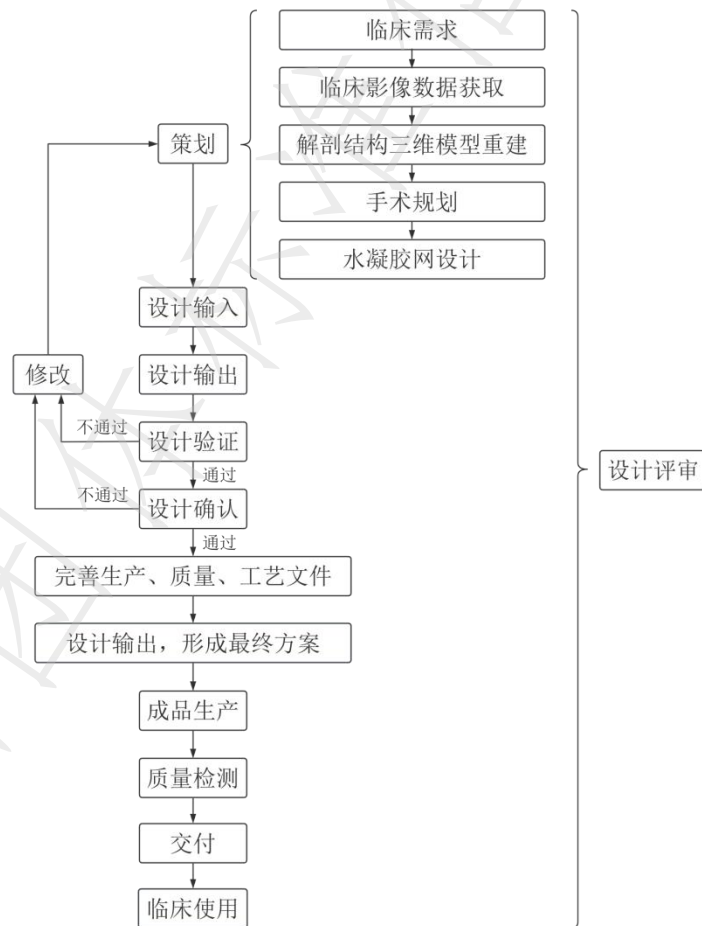 临床需求
临床影像数据获取
策划
解剖结构三维模型重建
手术规划
水凝胶网设计
设计输入
修改
设计输出
不通过
设计验证
设计评审
通过
不通过
设计确认
通过
完善生产、质量、工艺文件
设计输出，形成最终方案
成品生产
质量检测
交付
临床使用